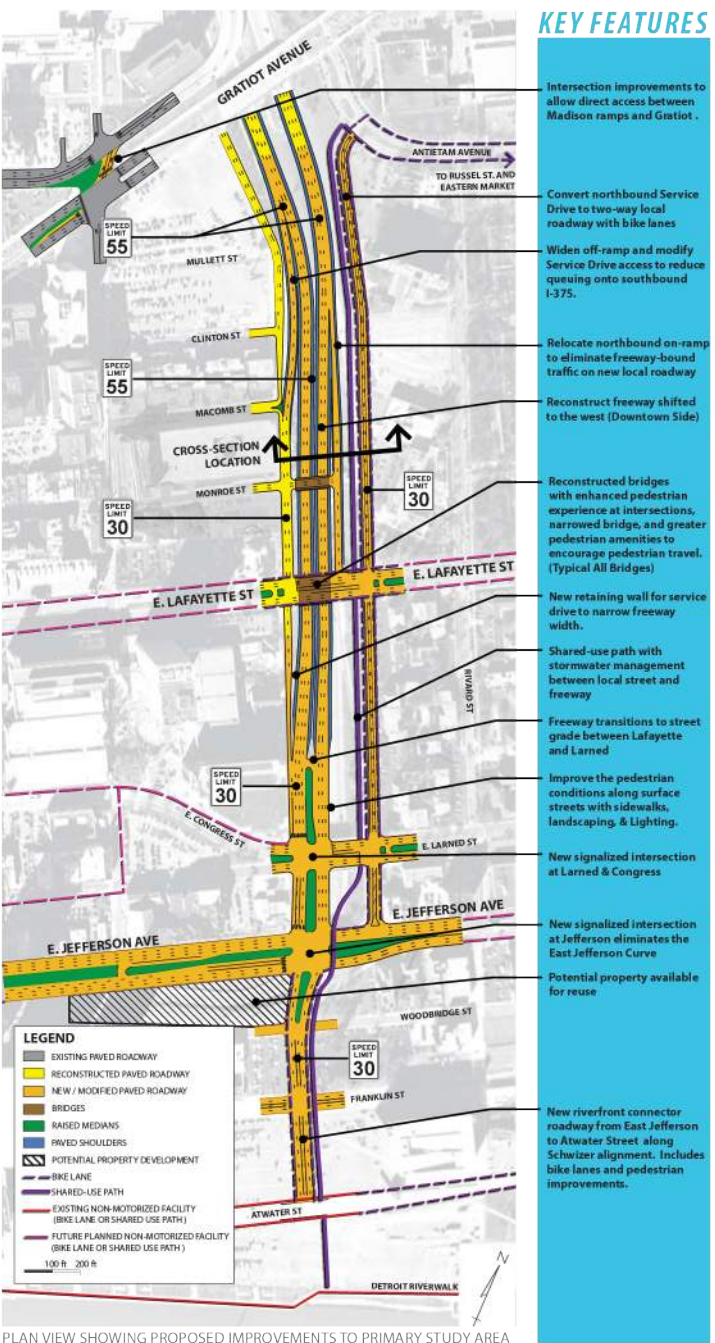 KEY FEATURES
GRATIOT AVENUE
Intersection improvements to
allow direct access between
Madison ramps and Gratiot .
ANTIETAM AVENUE
TO RUSSEL ST. AND
EASTERN MARKET
Convert northbound Service
Drive to two-way local
roadway with bike lanes
SPEED
LIMIT
55
MULLETT ST
Widen off-ramp and modify
Service Drive access to reduce
queuing onto southbound
I-375.
CLINTON ST
Relocate northbound on-ramp
to eliminate freeway-bound
traffic on new local roadway
SPEED
LIMIT
55
MACOMB ST
Reconstruct freeway shifted
to the west (Downtown Side)
CROSS-SECTION
LOCATION
MONROE ST
SPEED
LIMIT
30
SPEED
LIMIT
30
Reconstructed bridges
with enhanced pedestrian
experience at intersections,
narrowed bridge, and greater
pedestrian amenities to
encourage pedestrian travel.
(Typical All Bridges)
E. LAFAYETTE ST
E. LAFAYETTE ST
New retaining wall for service
drive to narrow freeway
width.
RIVARD ST
Shared-use path with
stormwater management
between local street and
freeway
Freeway transitions to street
grade between Lafayette
and Larned
SPEED
LIMIT
30
E. CONGRESS ST
Improve the pedestrian
conditions along surface
streets with sidewalks,
landscaping, & Lighting.
E. LARNED ST
New signalized intersection
at Larned & Congress
E. JEFFERSON AVE
E. JEFFERSON AVE
New signalized intersection
at Jefferson eliminates the
East Jefferson Curve
Potential property available
for reuse
WOODBRIDGE ST
SPEED
LIMIT
30
FRANKLIN ST
New riverfront connector
roadway from East Jefferson
to Atwater Street along
Schwizer alignment. Includes
bike lanes and pedestrian
improvements.
LEGEND
EXISTING PAVED ROADWAY
RECONSTRUCTED PAVED ROADWAY
NEW / MODIFIED PAVED ROADWAY
BRIDGES
RAISED MEDIANS
PAVED SHOULDERS
POTENTIAL PROPERTY DEVELOPMENT
BIKE LANE
SHARED-USE PATH
EXISTING NON-MOTORIZED FACILITY
(BIKE LANE OR SHARED USE PATH )
FUTURE PLANNED NON-MOTORIZED FACILITY
(BIKE LANE OR SHARED USE PATH )
100 ft 200 ft
ATWATER ST
N
DETROIT RIVERWALK
PLAN VIEW SHOWING PROPOSED IMPROVEMENTS TO PRIMARY STUDY AREA